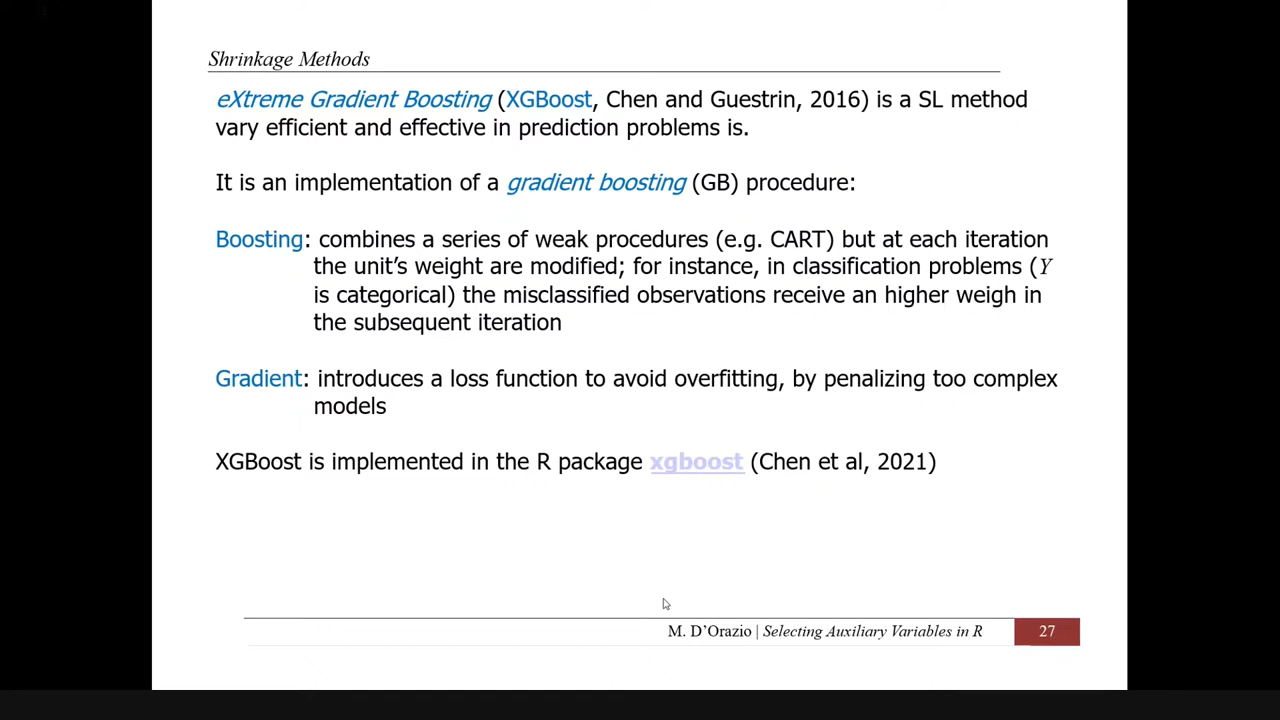 Shrinkage Methods
eXtreme Gradient Boosting (XGBoost, Chen and Guestrin, 2016) is a SL method
vary efficient and effective in prediction problems is.
It is an implementation of a gradient boosting (GB) procedure:
Boosting: combines a series of weak procedures (e.g. CART) but at each iteration
the unit’s weight are modified; for instance, in classification problems (Y
is categorical) the misclassified observations receive an higher weigh in
the subsequent iteration
Gradient: introduces a loss function to avoid overfitting, by penalizing too complex
models
XGBoost is implemented in the R package xgboost (Chen et al, 2021)
M. D’Orazio | Selecting Auxiliary Variables in R 27